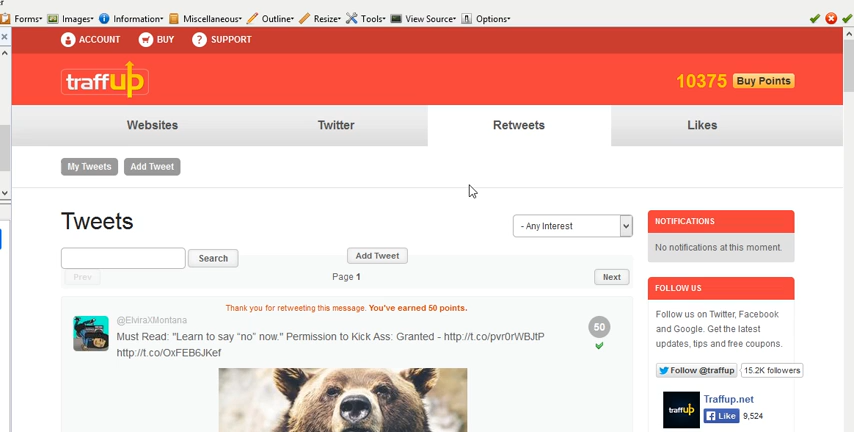 Forms▾ Images▾ Information▾ Miscellaneous▾ Outline▾ Resize▾ Tools▾ View Source▾ Options▾
ACCOUNT BUY ? SUPPORT
traffup
10375 Buy Points
Websites Twitter Retweets Likes
My Tweets Add Tweet
Tweets
- Any Interest
Search
Add Tweet
Prev
Page 1
Next
Thank you for retweeting this message. You've earned 50 points.
@ElviraXMontana
Must Read: "Learn to say “no” now." Permission to Kick Ass: Granted - http://t.co/pvr0rWBJtP
http://t.co/OxFEB6JKef
50
NOTIFICATIONS
No notifications at this moment.
FOLLOW US
Follow us on Twitter, Facebook
and Google. Get the latest
updates, tips and free coupons.
Follow @traffup 15.2K followers
traffup
Traffup.net
Like 9,524